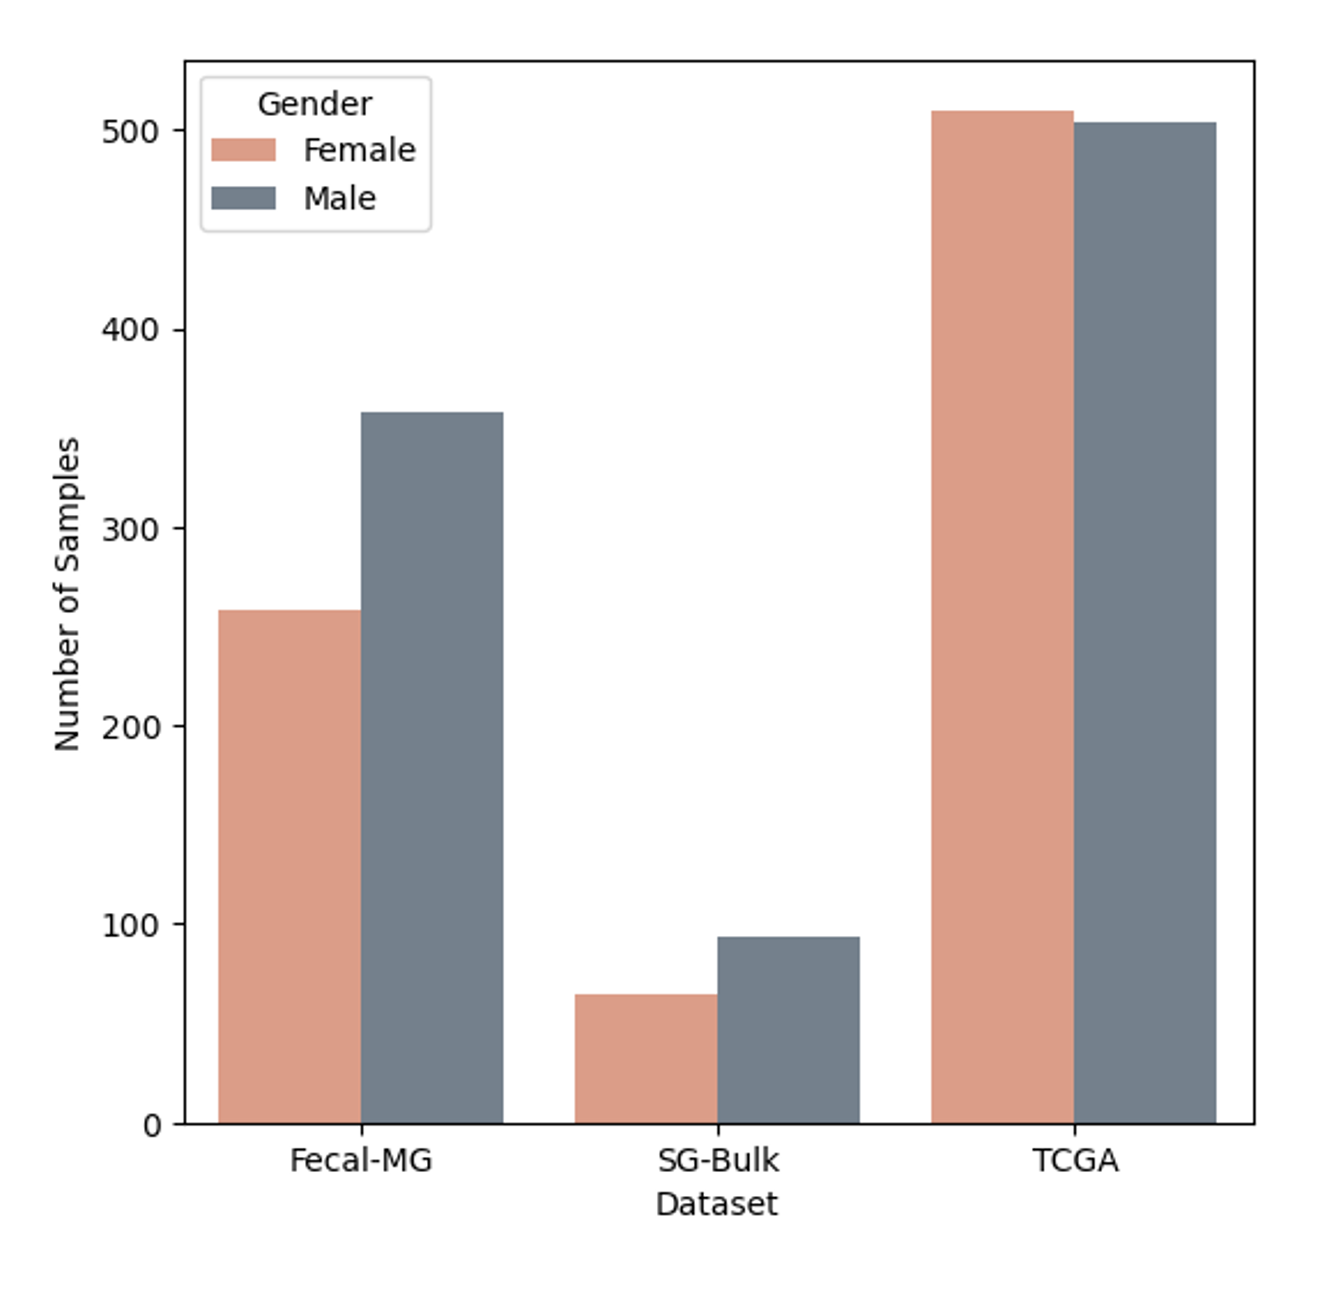 Gender
Female
Male
500
400
300
200
100
0
Number of Samples
Fecal-MG
SG-Bulk
TCGA
Dataset